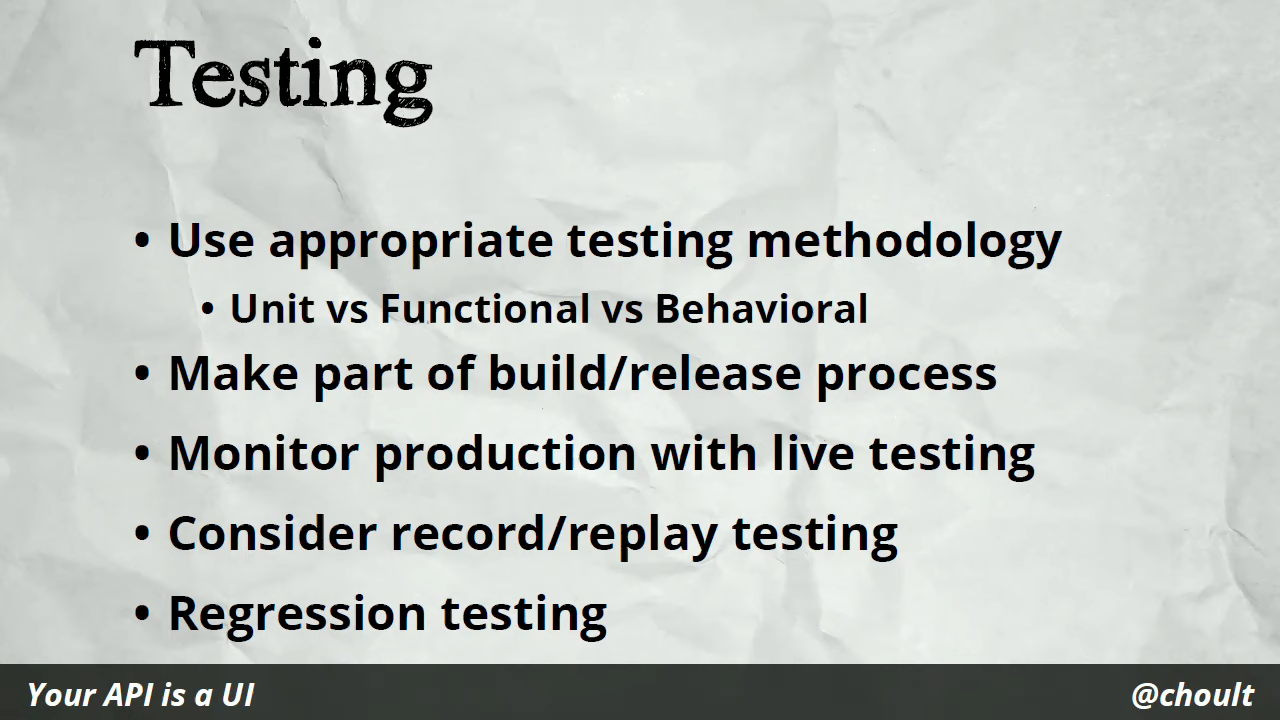 Testing
• Use appropriate testing methodology
• Unit vs Functional vs Behavioral
• Make part of build/release process
• Monitor production with live testing
• Consider record/replay testing
• Regression testing
Your API is a UI
@choult